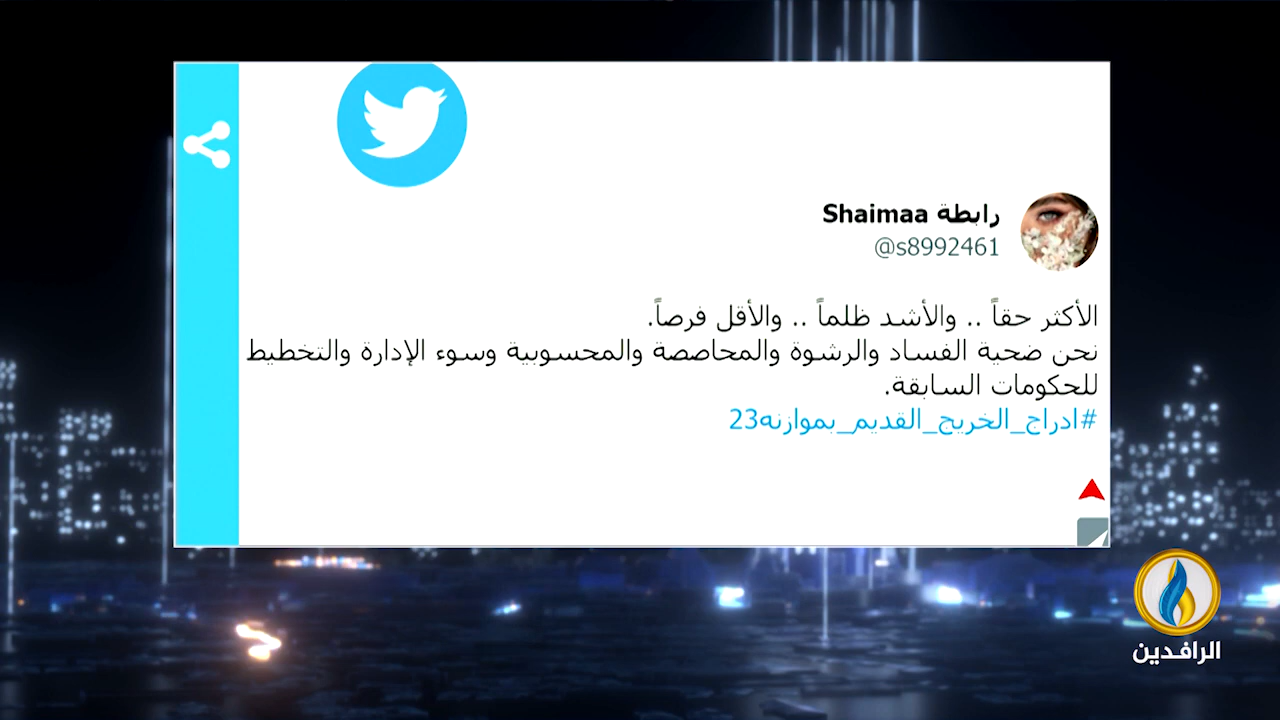 رابطة Shaimaa
@s8992461
الأكثر حقاً .. والأشد ظلماً .. والأقل فرصاً.
نحن ضحية الفساد والرشوة والمحاصصة والمحسوبية وسوء الإدارة والتخطيط
للحكومات السابقة.
#ادراج_الخريج_القديم_بموازنه23
الرافدين